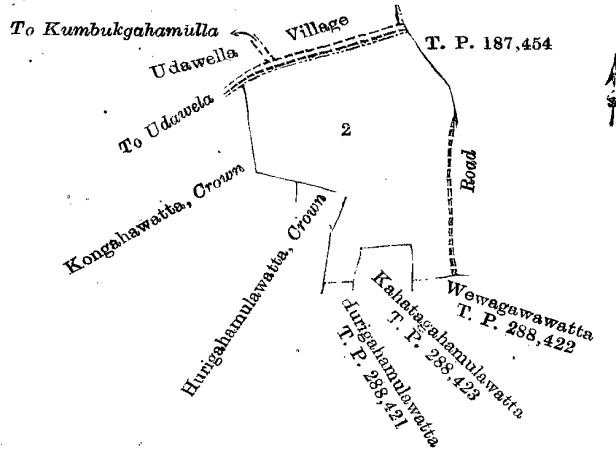 To Kumbukgahamulla
Village
Udawella
T. P. 187,454
To Udawela
2
Road
Kongahawatta, Crown
Hurigahamulawatta, Crown
Wewagawawatta
T. P. 288,422
Kahatagahamulawatta
T. P. 288,423
durigahamulawatta
T. P. 288,421